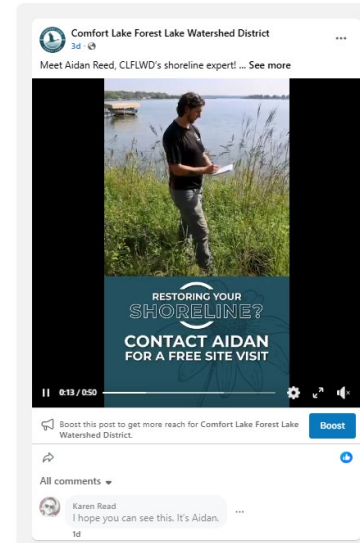 Comfort Lake Forest Lake Watershed District
3d
Meet Aidan Reed, CLFLWD's shoreline expert! ... See more
RESTORING YOUR
SHORELINE?
CONTACT AIDAN
FOR A FREE SITE VISIT
0:13 / 0:50
Boost this post to get more reach for Comfort Lake Forest Lake
Watershed District.
Boost
All comments
Karen Read
I hope you can see this. It's Aidan.
1d